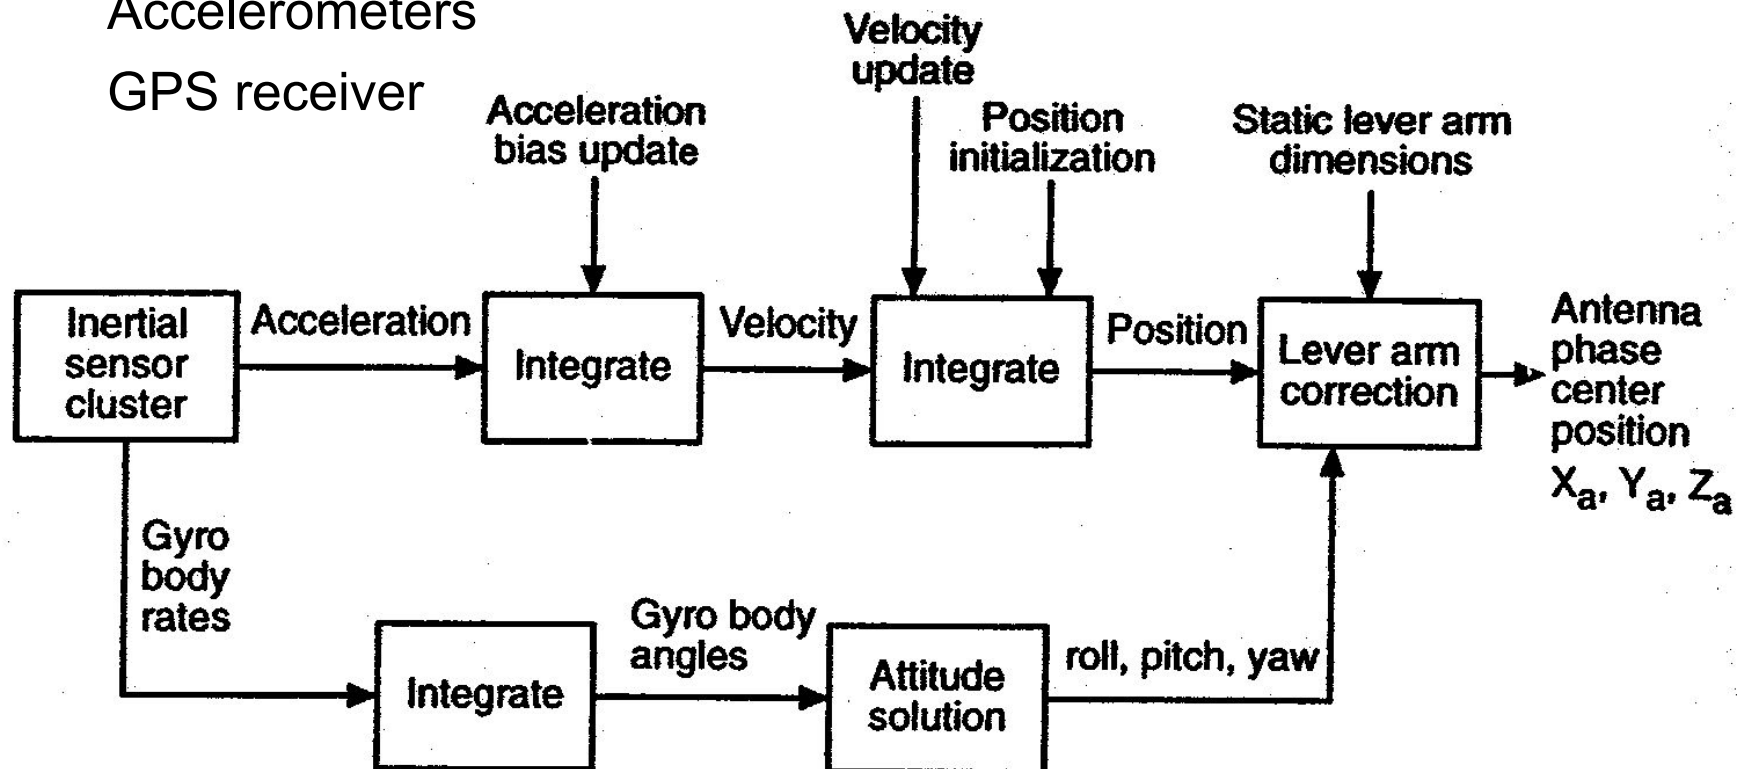 Accelerometers
GPS receiver
Velocity
update
Acceleration
bias update
Position
initialization
Static lever arm
dimensions
Inertial
sensor
cluster
Acceleration
Integrate
Velocity
Integrate
Position
Lever arm
correction
Antenna
phase
center
position
Xa, Ya, Za
Gyro
body
rates
Integrate
Gyro body
angles
Attitude
solution
roll, pitch, yaw